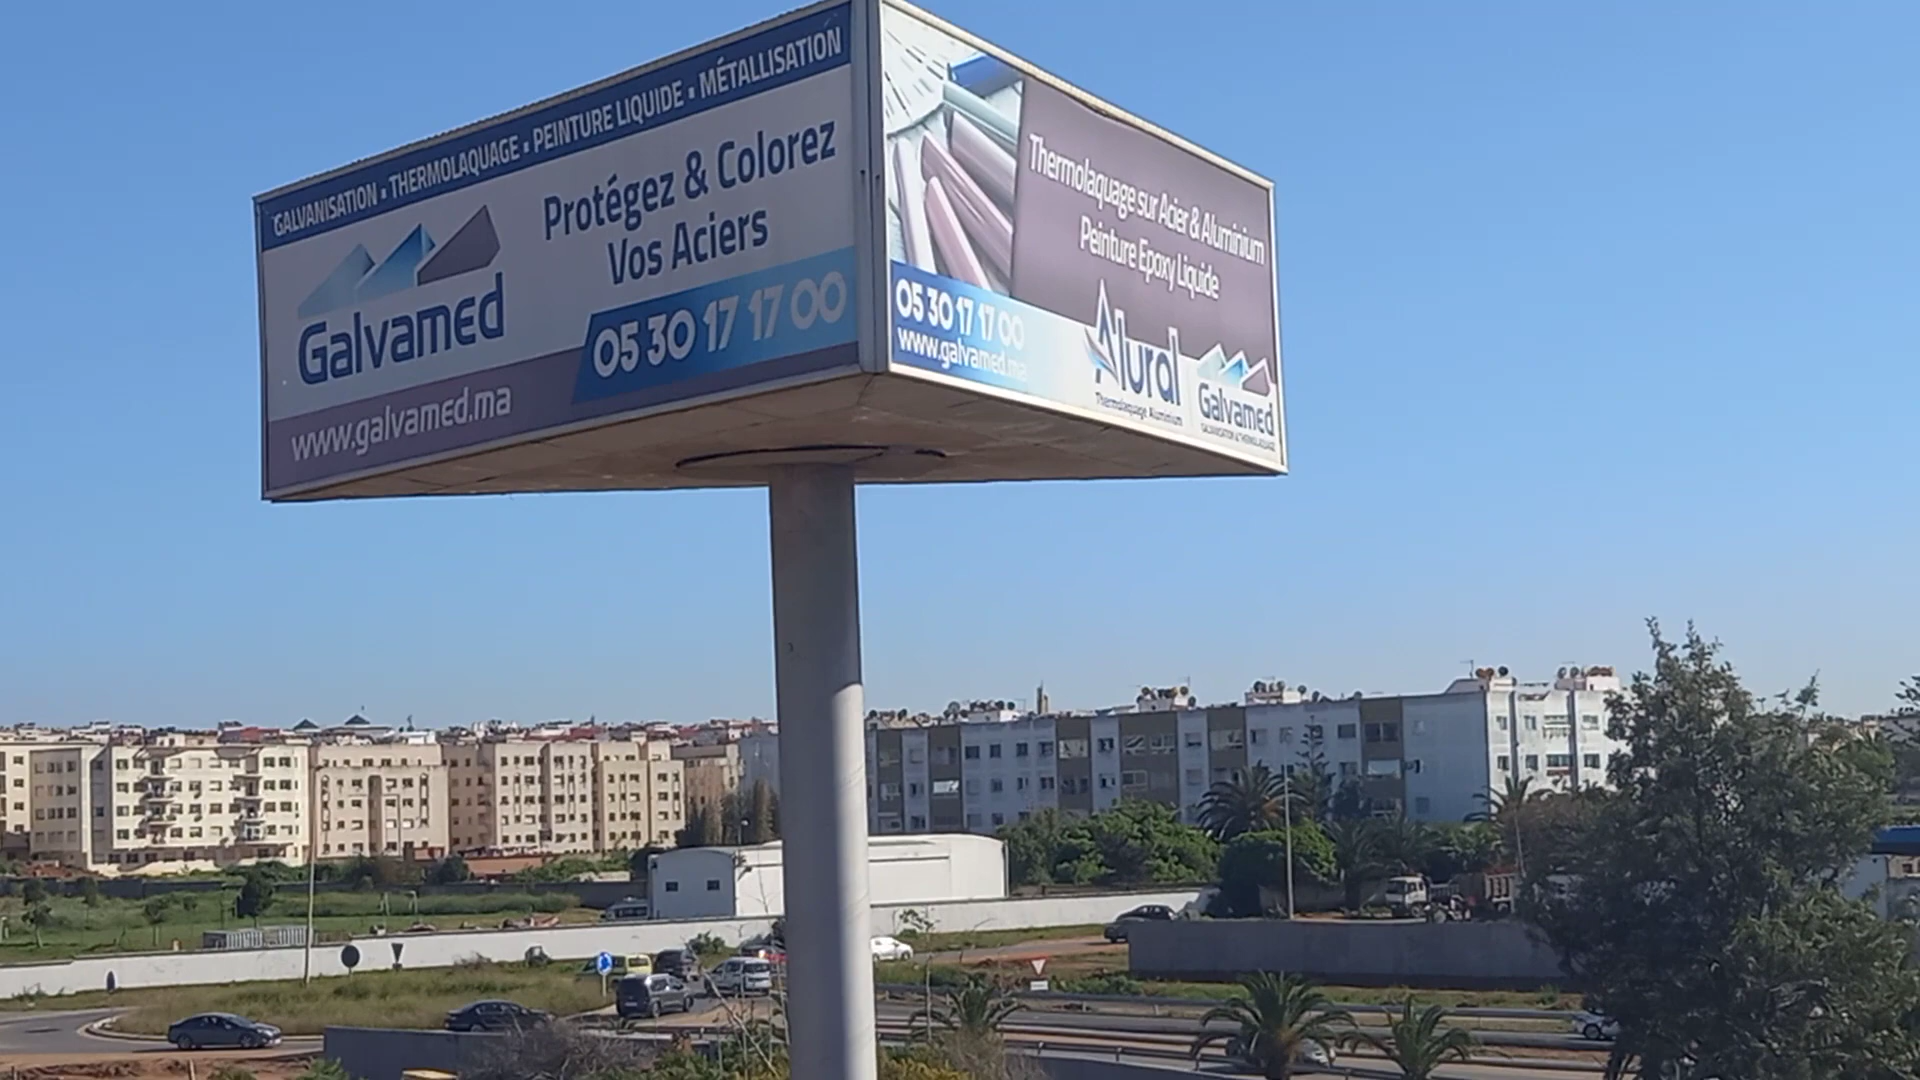 GALVANISATION ▪ THERMOLAQUAGE ▪ PEINTURE LIQUIDE ▪ MÉTALLISATION
Protégez & Colorez
Vos Aciers
Galvamed
05 30 17 17 00
www.galvamed.ma
Thermolaquage sur Acier & Aluminium
Peinture Epoxy Liquide
05 30 17 17 00
www.galvamed.ma
Alural
Thermolaquage Aluminium
Galvamed
GALVANISATION & THERMOLAQUAGE